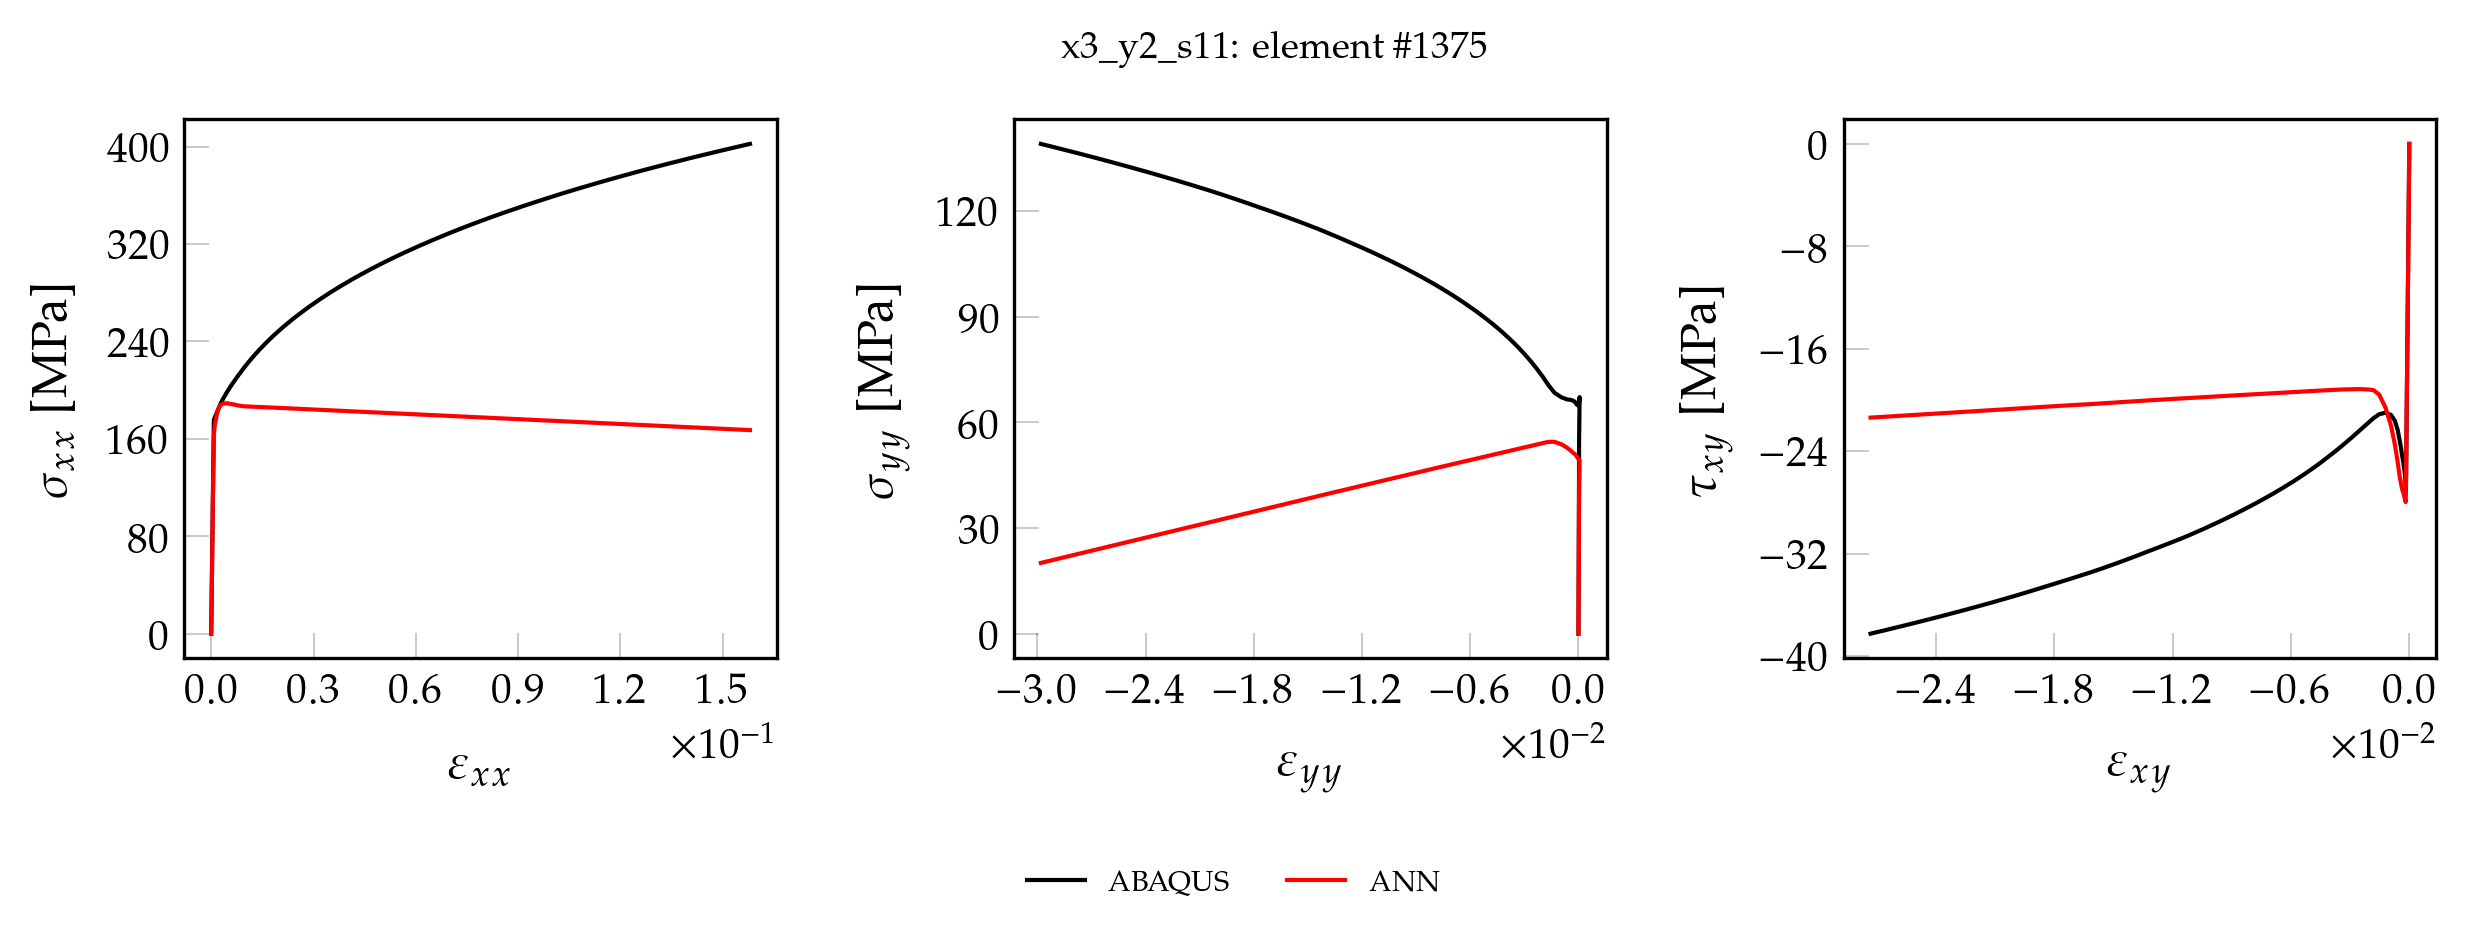 x3_y2_s11: element #1375
σxx [MPa]
400
320
240
160
80
0
0.0 0.3 0.6 0.9 1.2 1.5
×10−1
εxx
σyy [MPa]
120
90
60
30
0
−3.0 −2.4 −1.8 −1.2 −0.6 0.0
×10−2
εyy
τxy [MPa]
0
−8
−16
−24
−32
−40
−2.4 −1.8 −1.2 −0.6 0.0
×10−2
εxy
ABAQUS ANN